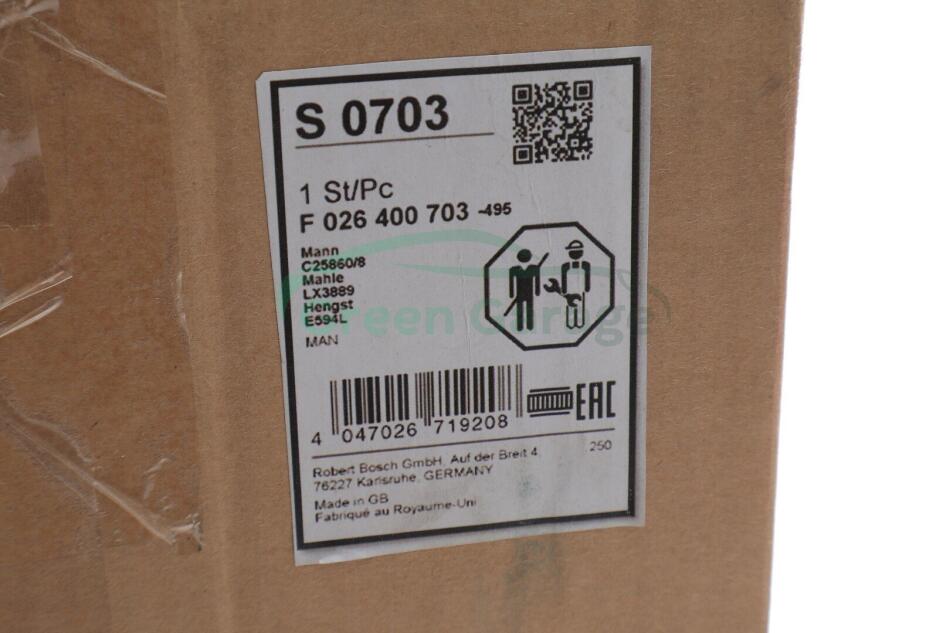 S 0703
1 St/Pc
F 026 400 703 -495
Mann
C25860/8
Mahle
LX3889
Hengst
E594L
MAN
Green Garage
4 047026 719208
EAC
Robert Bosch GmbH, Auf der Breit 4,
76227 Karlsruhe, GERMANY
250
Made in GB
Fabriqué au Royaume-Uni